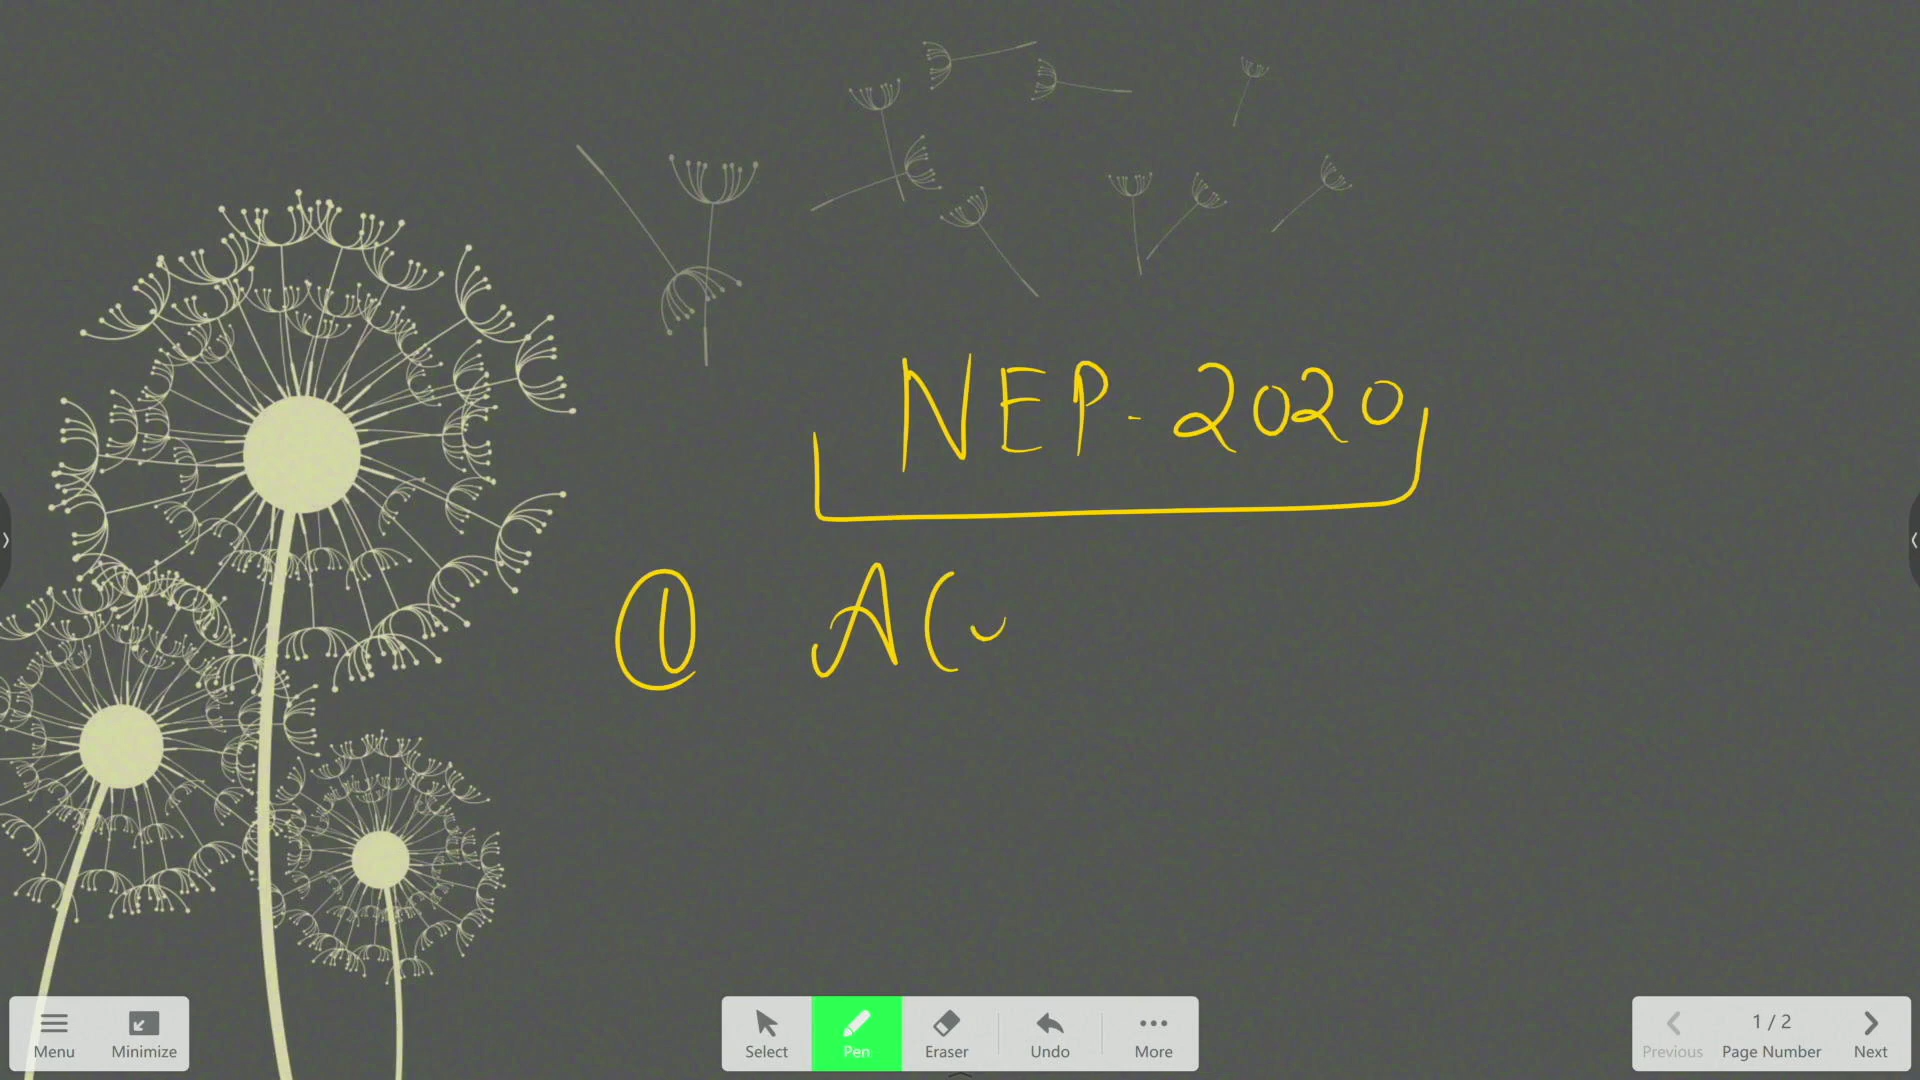 NEP-2020
① AC
Menu Minimize Select Pen Eraser Undo More Previous 1 / 2 Page Number Next